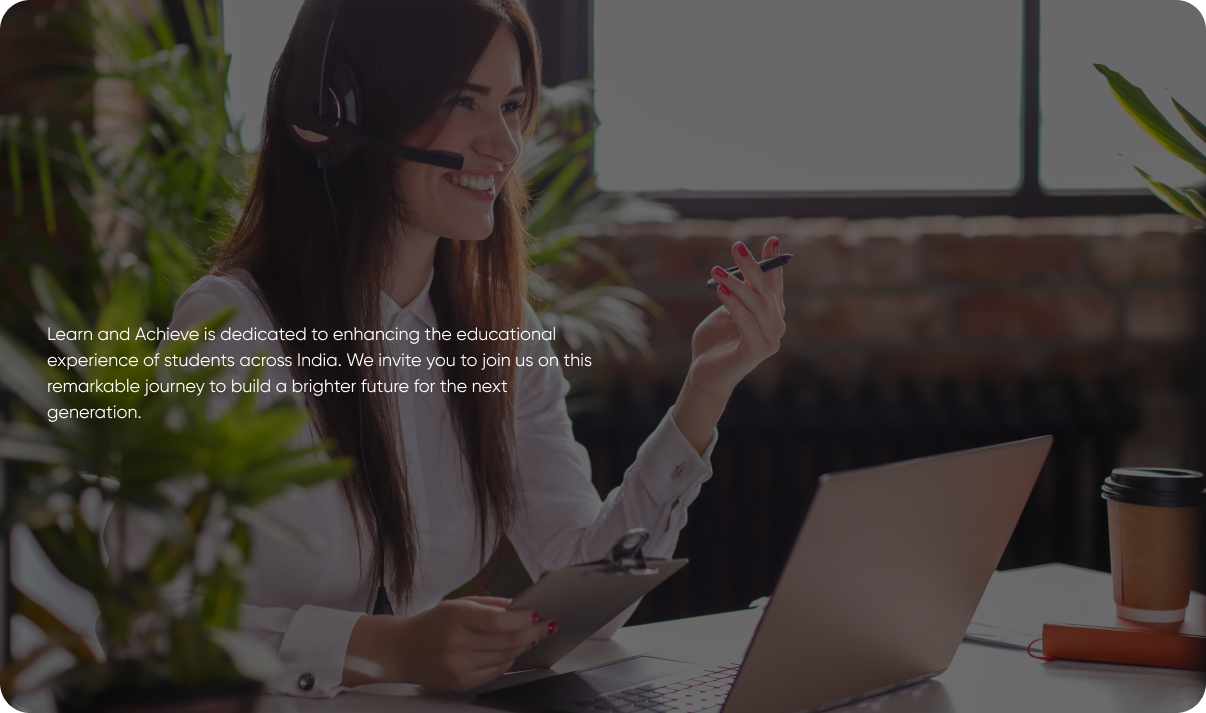 Learn and Achieve is dedicated to enhancing the educational
experience of students across India. We invite you to join us on this
remarkable journey to build a brighter future for the next
generation.